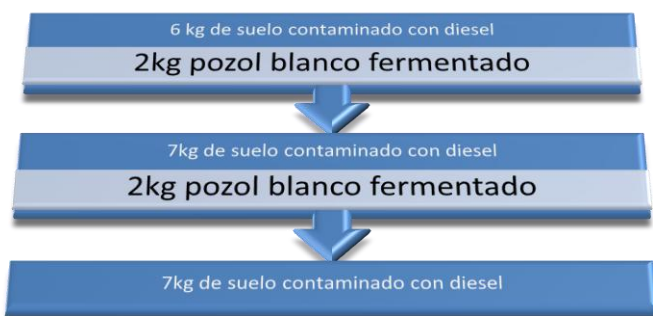 6 kg de suelo contaminado con diesel
2kg pozol blanco fermentado
7kg de suelo contaminado con diesel
2kg pozol blanco fermentado
7kg de suelo contaminado con diesel